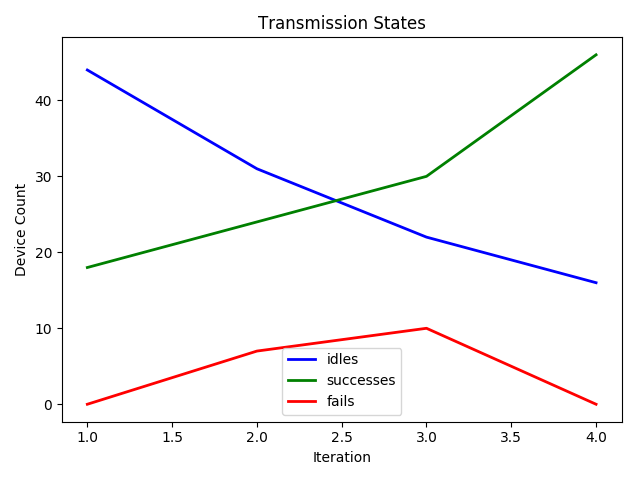 Transmission States
Device Count
40
30
20
10
0
idles
successes
fails
1.0 1.5 2.0 2.5 3.0 3.5 4.0
Iteration